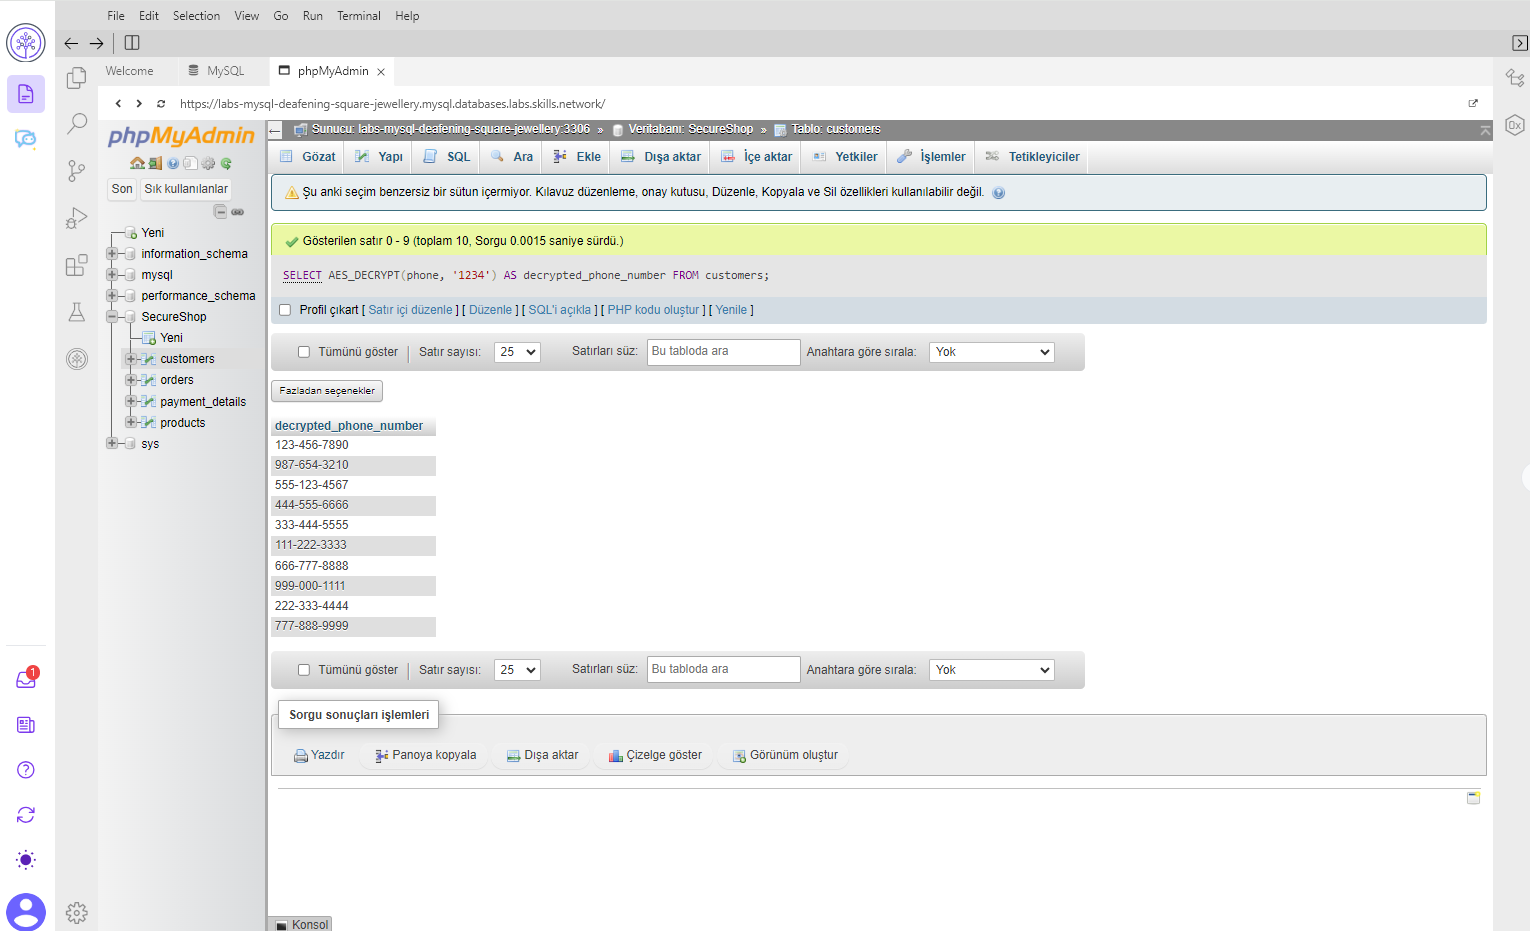 File Edit Selection View Go Run Terminal Help
Welcome MySQL phpMyAdmin
https://labs-mysql-deafening-square-jewellery.mysql.databases.labs.skills.network/
phpMyAdmin
Son Sık kullanılanlar
Yeni
information_schema
mysql
performance_schema
SecureShop
Yeni
customers
orders
payment_details
products
sys
Sunucu: labs-mysql-deafening-square-jewellery:3306 » Veritabanı: SecureShop » Tablo: customers
Gözat Yapı SQL Ara Ekle Dışa aktar İçe aktar Yetkiler İşlemler Tetikleyiciler
Şu anki seçim benzersiz bir sütun içermiyor. Kılavuz düzenleme, onay kutusu, Düzenle, Kopyala ve Sil özellikleri kullanılabilir değil.
Gösterilen satır 0 - 9 (toplam 10, Sorgu 0.0015 saniye sürdü.)
SELECT AES_DECRYPT(phone, '1234') AS decrypted_phone_number FROM customers;
Profil çıkart [ Satır içi düzenle ] [ Düzenle ] [ SQL'i açıkla ] [ PHP kodu oluştur ] [ Yenile ]
Tümünü göster | Satır sayısı: 25 Satırları süz: Bu tabloda ara Anahtara göre sırala: Yok
Fazladan seçenekler
decrypted_phone_number
123-456-7890
987-654-3210
555-123-4567
444-555-6666
333-444-5555
111-222-3333
666-777-8888
999-000-1111
222-333-4444
777-888-9999
Tümünü göster | Satır sayısı: 25 Satırları süz: Bu tabloda ara Anahtara göre sırala: Yok
Sorgu sonuçları işlemleri
Yazdır Panoya kopyala Dışa aktar Çizelge göster Görünüm oluştur
Konsol
1
0x